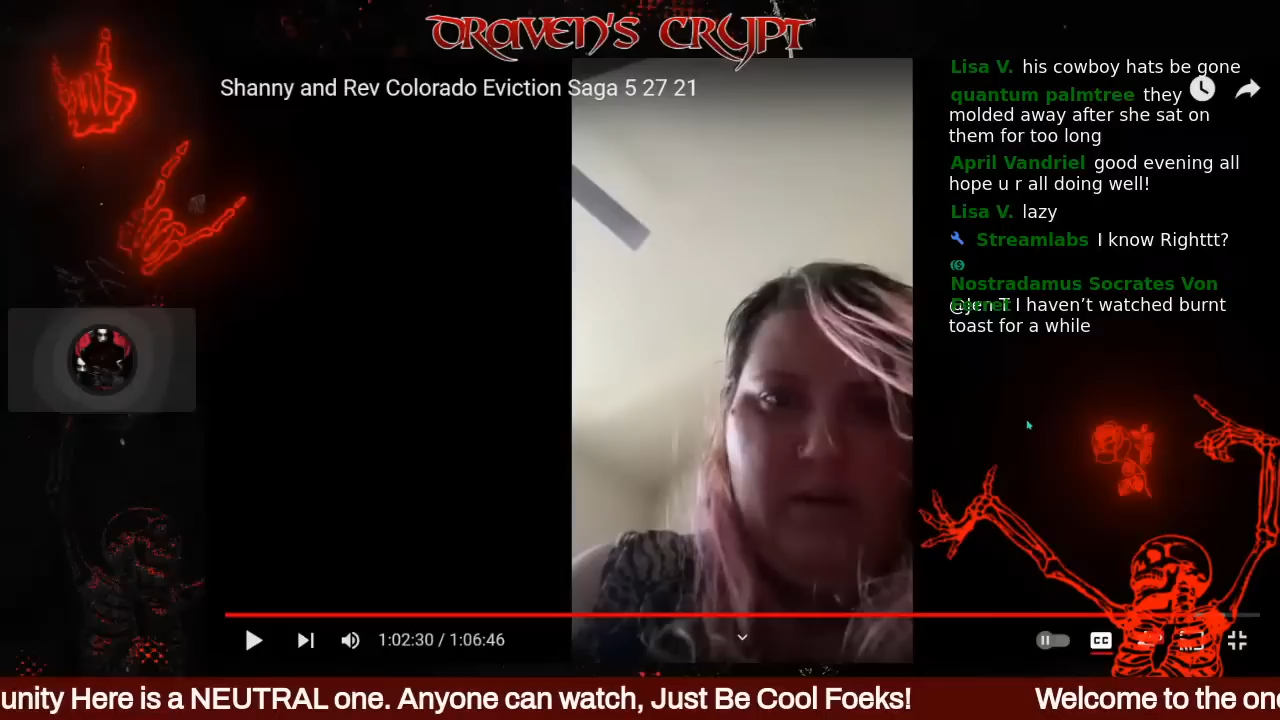 DRAVEN'S CRYPT
Shanny and Rev Colorado Eviction Saga 5 27 21
Lisa V. his cowboy hats be gone
quantum palmtree they
molded away after she sat on
them for too long
April Vandriel good evening all
hope u r all doing well!
Lisa V. lazy
Streamlabs I know Righttt?
Nostradamus Socrates Von
Ferret
@Jen T I haven’t watched burnt
toast for a while
1:02:30 / 1:06:46
CC
unity Here is a NEUTRAL one. Anyone can watch, Just Be Cool Foeks!
Welcome to the one